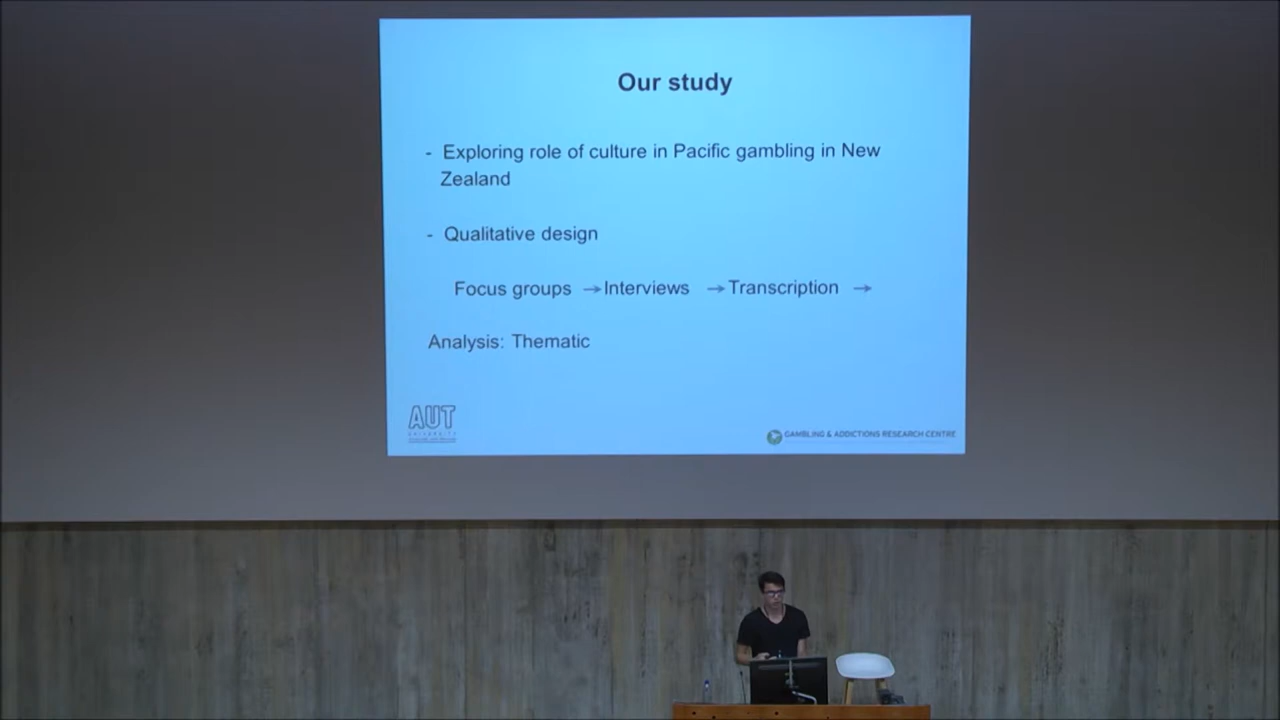 Our study
- Exploring role of culture in Pacific gambling in New
Zealand
- Qualitative design
Focus groups →Interviews →Transcription →
Analysis: Thematic
AUT
UNIVERSITY
GAMBLING & ADDICTIONS RESEARCH CENTRE